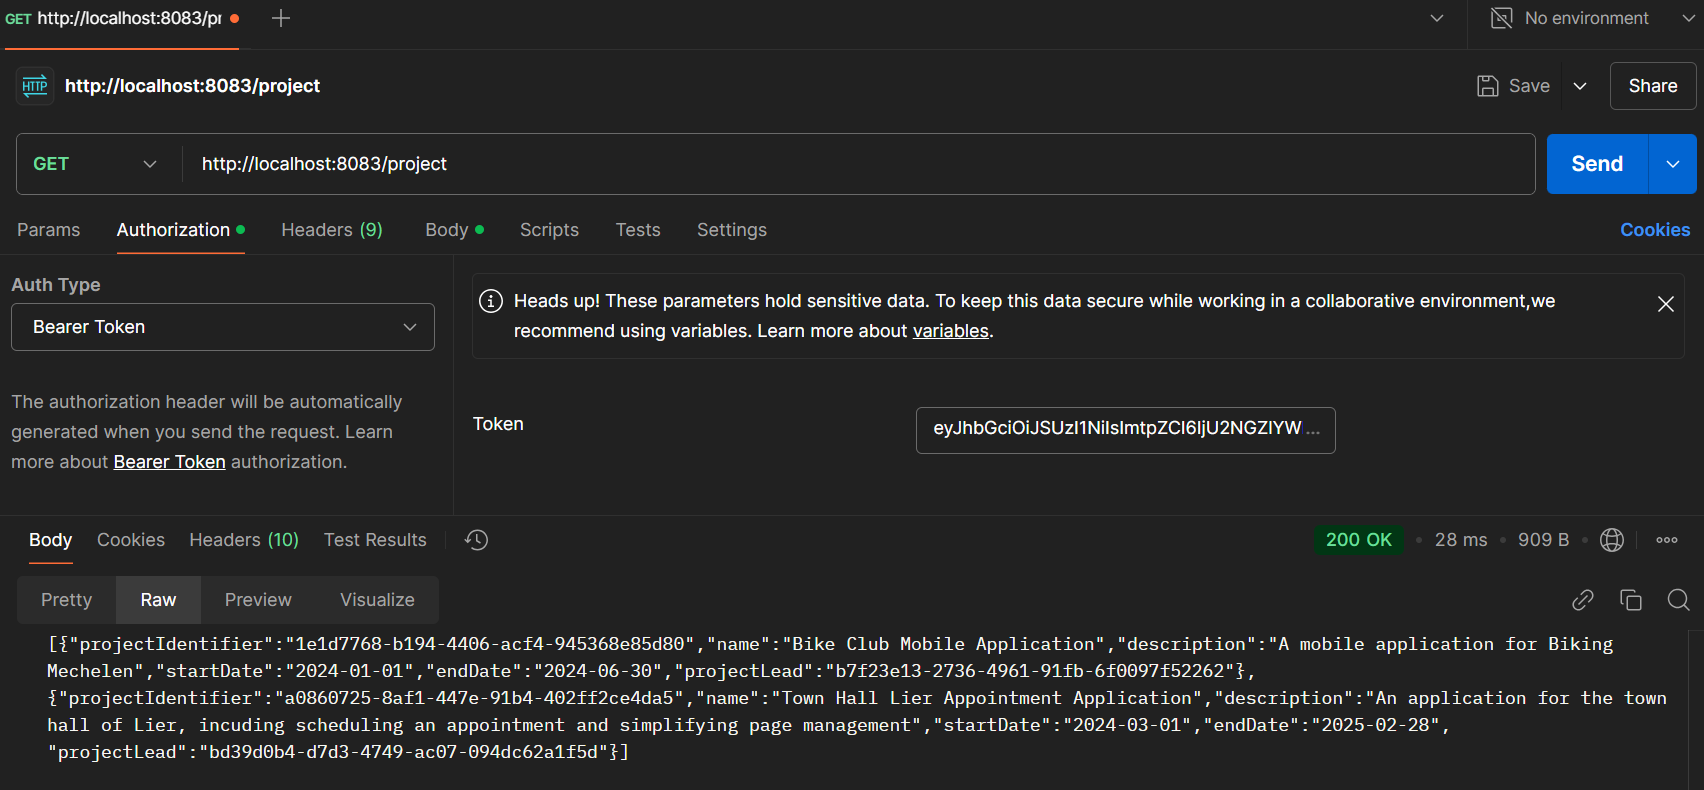 GET http://localhost:8083/pr
No environment
HTTP http://localhost:8083/project
Save
Share
GET http://localhost:8083/project
Send
Params Authorization Headers (9) Body Scripts Tests Settings Cookies
Auth Type
Bearer Token
The authorization header will be automatically
generated when you send the request. Learn
more about Bearer Token authorization.
Heads up! These parameters hold sensitive data. To keep this data secure while working in a collaborative environment,we
recommend using variables. Learn more about variables.
Token
eyJhbGciOiJSUzI1NiIsImtpZCI6IjU2NGZlYW ...
Body Cookies Headers (10) Test Results
200 OK • 28 ms • 909 B
Pretty Raw Preview Visualize
[{"projectIdentifier":"1e1d7768-b194-4406-acf4-945368e85d80","name":"Bike Club Mobile Application","description":"A mobile application for Biking
Mechelen","startDate":"2024-01-01","endDate":"2024-06-30","projectLead":"b7f23e13-2736-4961-91fb-6f0097f52262"},
{"projectIdentifier":"a0860725-8af1-447e-91b4-402ff2ce4da5","name":"Town Hall Lier Appointment Application","description":"An application for the town
hall of Lier, incuding scheduling an appointment and simplifying page management","startDate":"2024-03-01","endDate":"2025-02-28",
"projectLead":"bd39d0b4-d7d3-4749-ac07-094dc62a1f5d"}]